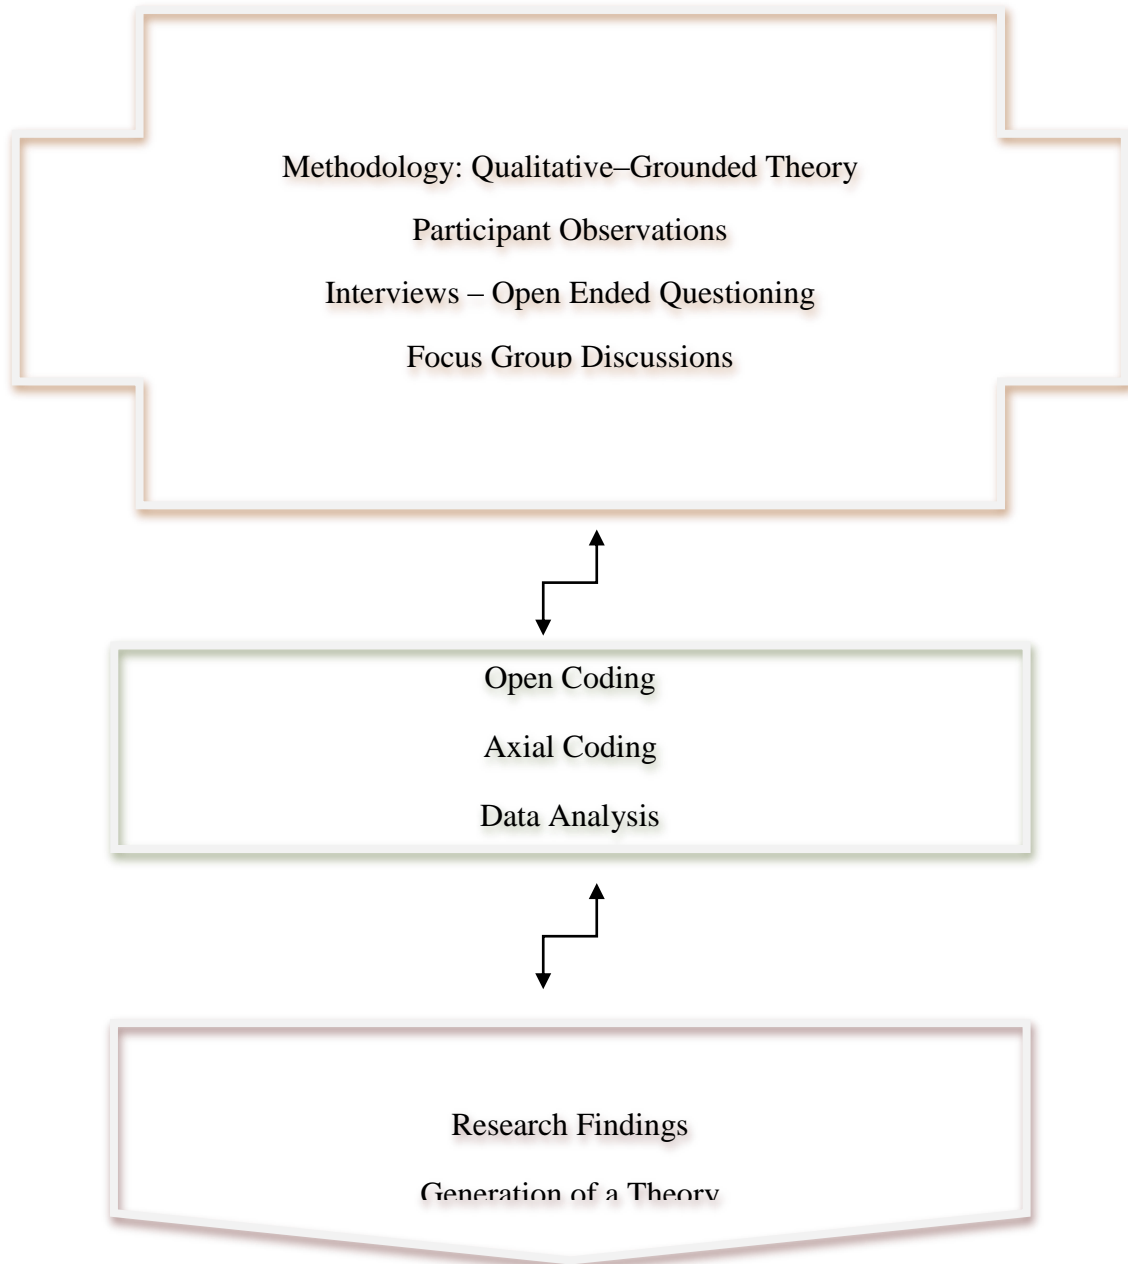 Methodology: Qualitative–Grounded Theory
Participant Observations
Interviews – Open Ended Questioning
Focus Group Discussions
Open Coding
Axial Coding
Data Analysis
Research Findings
Generation of a Theory